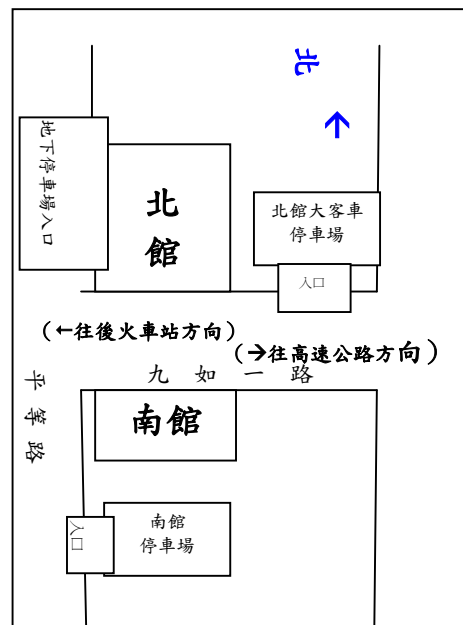 北
↑
地下停車場入口
北
館
北館大客車
停車場
入口
(←往後火車站方向)
(→往高速公路方向)
九 如 一 路
平等路
南館
入口
南館
停車場